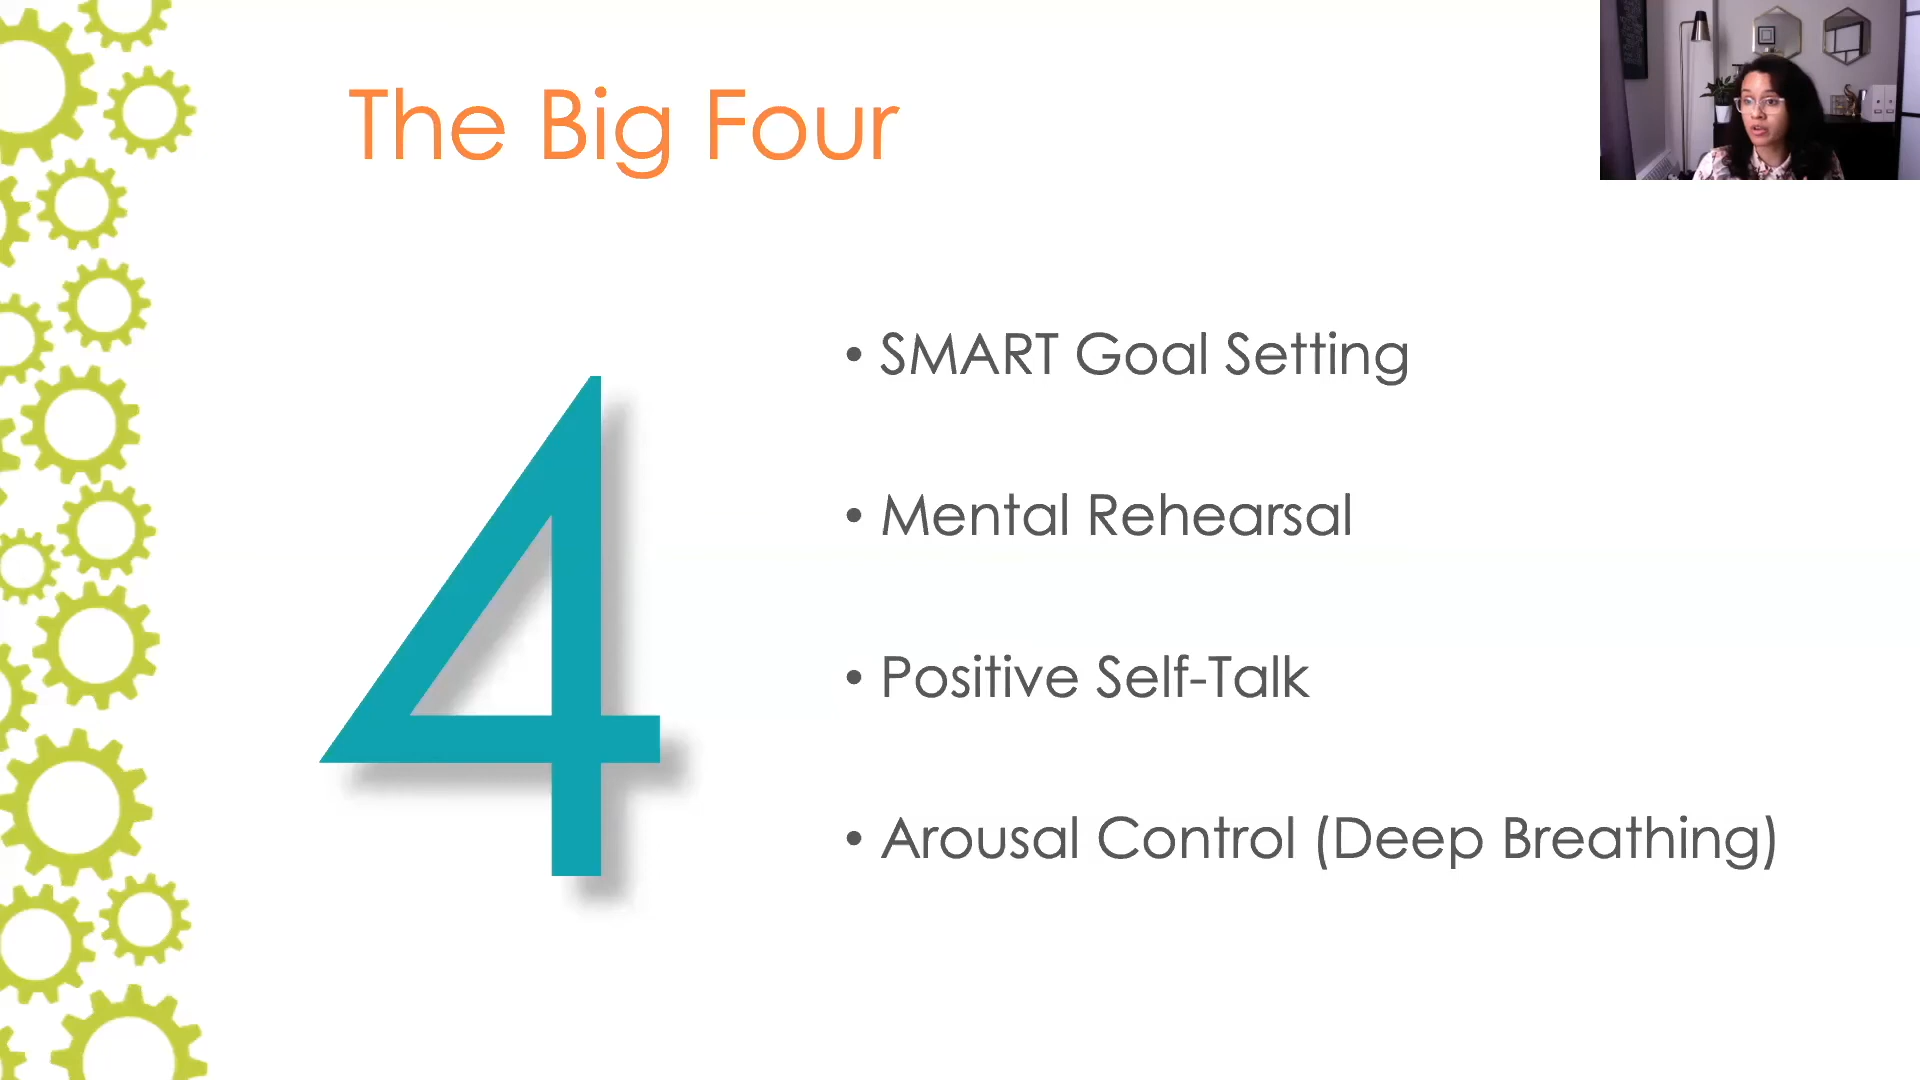 The Big Four
4
• SMART Goal Setting
• Mental Rehearsal
• Positive Self-Talk
• Arousal Control (Deep Breathing)